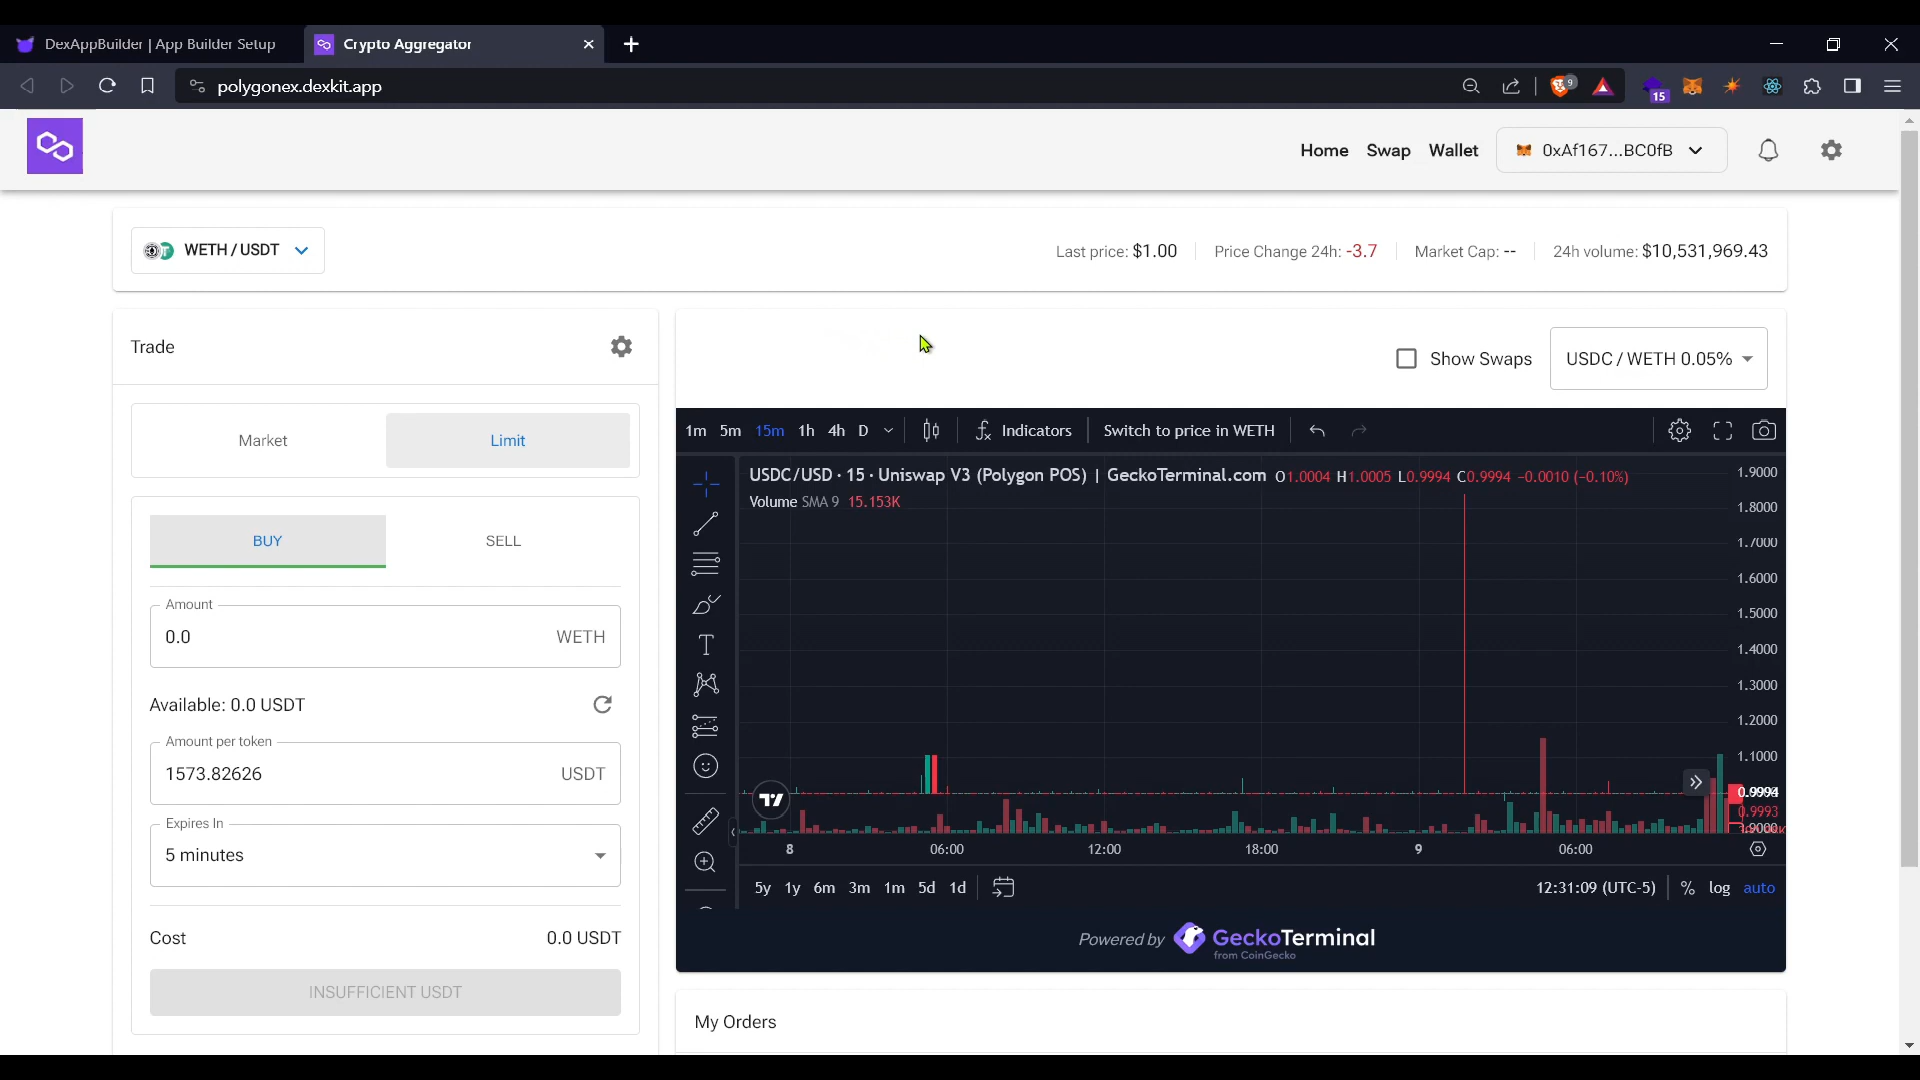 DexAppBuilder | App Builder Setup
Crypto Aggregator
polygonex.dexkit.app
9
15
Home Swap Wallet 0xAf167...BC0fB
WETH / USDT
Last price: $1.00 Price Change 24h: -3.7 Market Cap: -- 24h volume: $10,531,969.43
Trade
Market Limit
BUY SELL
Amount
0.0 WETH
Available: 0.0 USDT
Amount per token
1573.82626 USDT
Expires In
5 minutes
Cost 0.0 USDT
INSUFFICIENT USDT
Show Swaps USDC / WETH 0.05%
1m 5m 15m 1h 4h D Indicators Switch to price in WETH
USDC/USD · 15 · Uniswap V3 (Polygon POS) | GeckoTerminal.com O1.0004 H1.0005 L0.9994 C0.9994 −0.0010 (−0.10%)
Volume SMA 9 15.153K
1.9000
1.8000
1.7000
1.6000
1.5000
1.4000
1.3000
1.2000
1.1000
0.9994
0.9993
8 06:00 12:00 18:00 9 06:00
5y 1y 6m 3m 1m 5d 1d 12:31:09 (UTC-5) % log auto
Powered by GeckoTerminal
from CoinGecko
My Orders